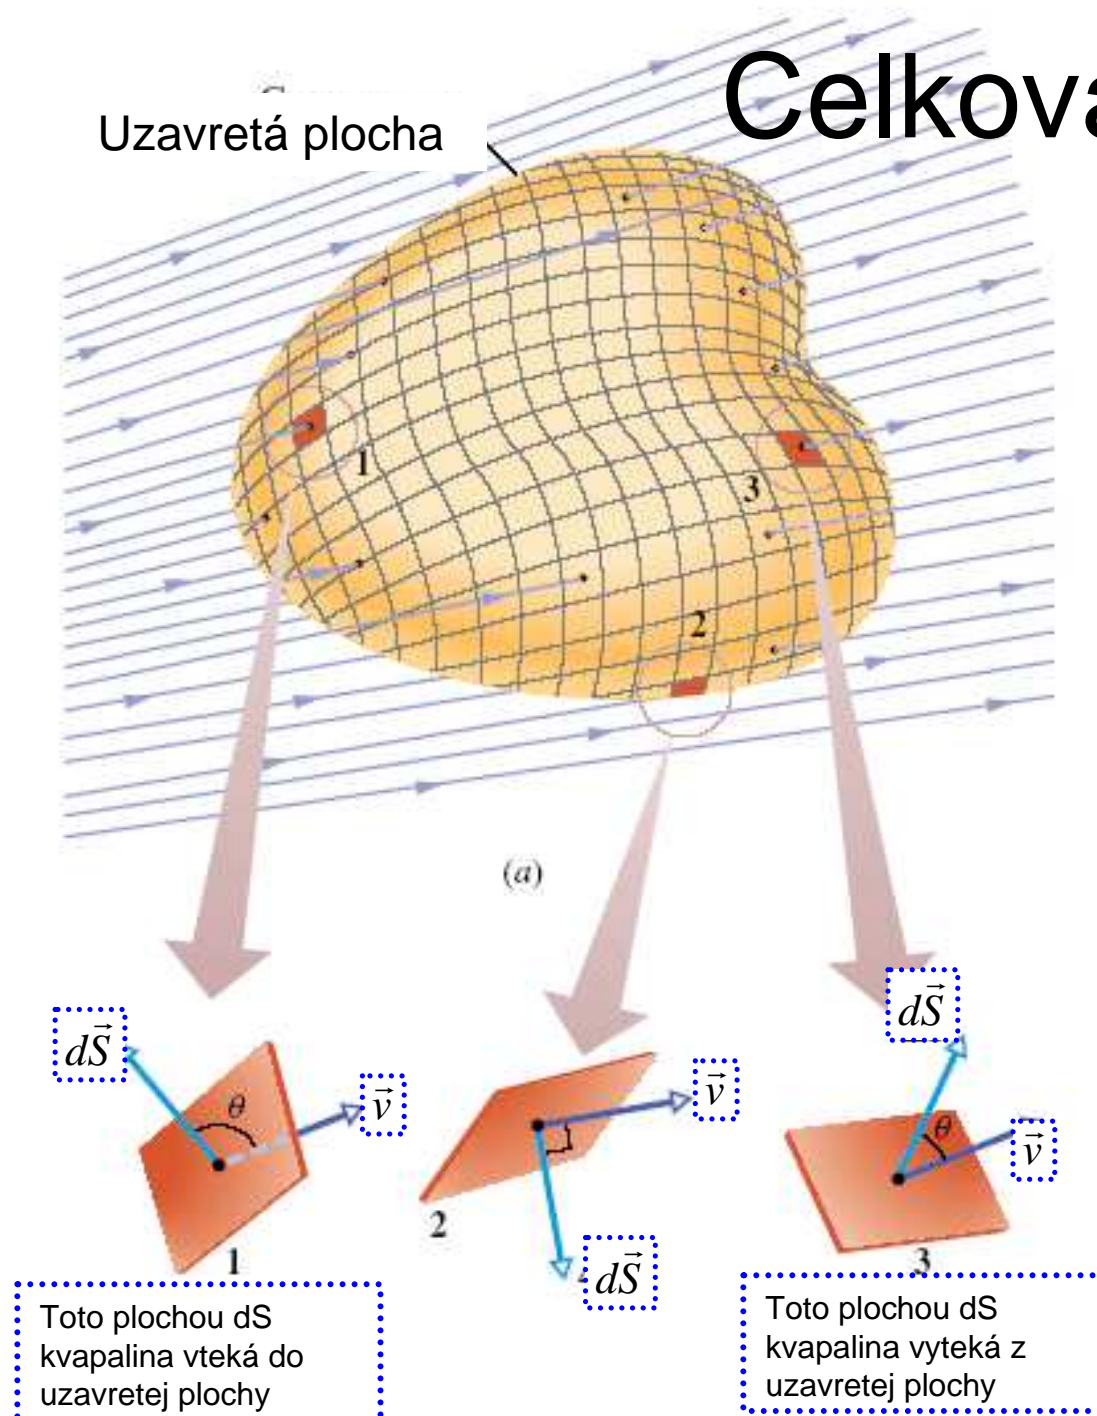 Celkova
Uzavretá plocha
1
3
2
(a)
dS⃗
θ
v⃗
1
v⃗
2
dS⃗
dS⃗
θ
v⃗
3
Toto plochou dS
kvapalina vteká do
uzavretej plochy
Toto plochou dS
kvapalina vyteká z
uzavretej plochy